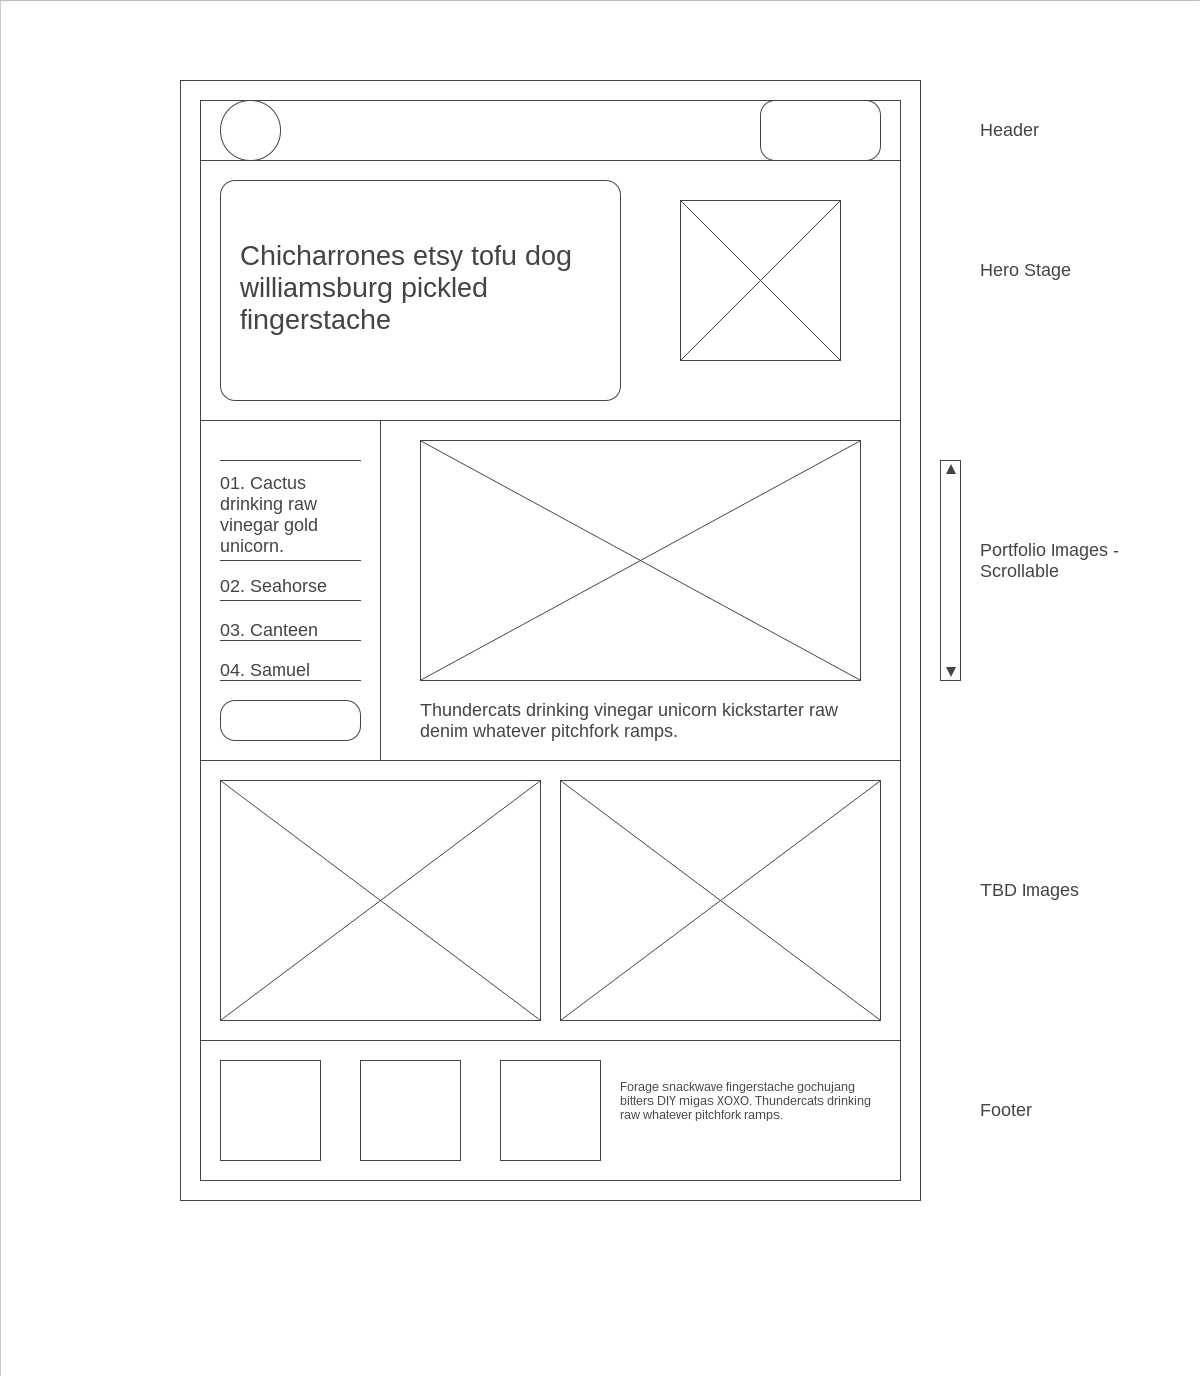 Header
Chicharrones etsy tofu dog
williamsburg pickled
fingerstache
Hero Stage
01. Cactus
drinking raw
vinegar gold
unicorn.
02. Seahorse
03. Canteen
04. Samuel
Thundercats drinking vinegar unicorn kickstarter raw
denim whatever pitchfork ramps.
Portfolio Images -
Scrollable
TBD Images
Forage snackwave fingerstache gochujang
bitters DIY migas XOXO. Thundercats drinking
raw whatever pitchfork ramps.
Footer